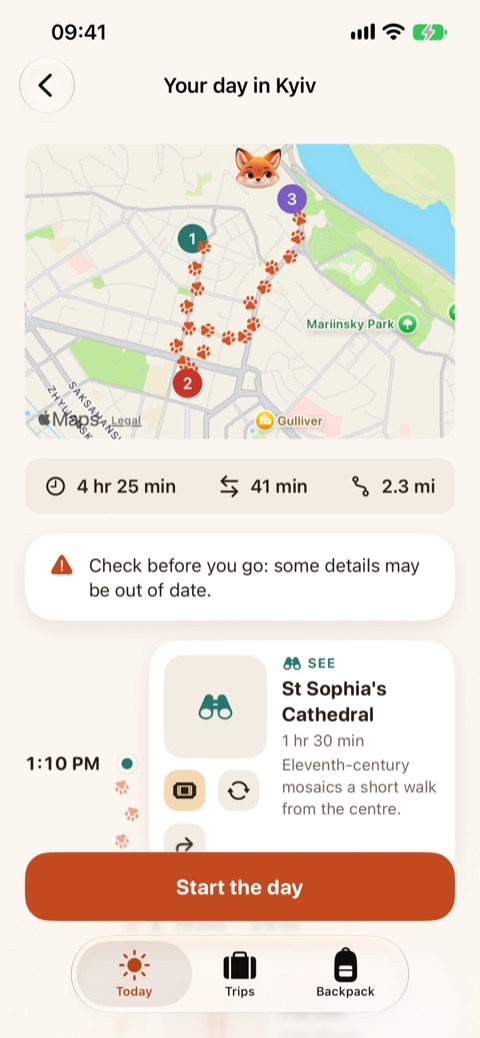 09:41
Your day in Kyiv
3
1
Mariinsky Park
2
SAKSAHANS'
ZHYLIANSK
Maps Legal
Gulliver
4 hr 25 min
41 min
2.3 mi
Check before you go: some details may
be out of date.
SEE
St Sophia's
Cathedral
1 hr 30 min
Eleventh-century
mosaics a short walk
from the centre.
1:10 PM
Start the day
Today
Trips
Backpack